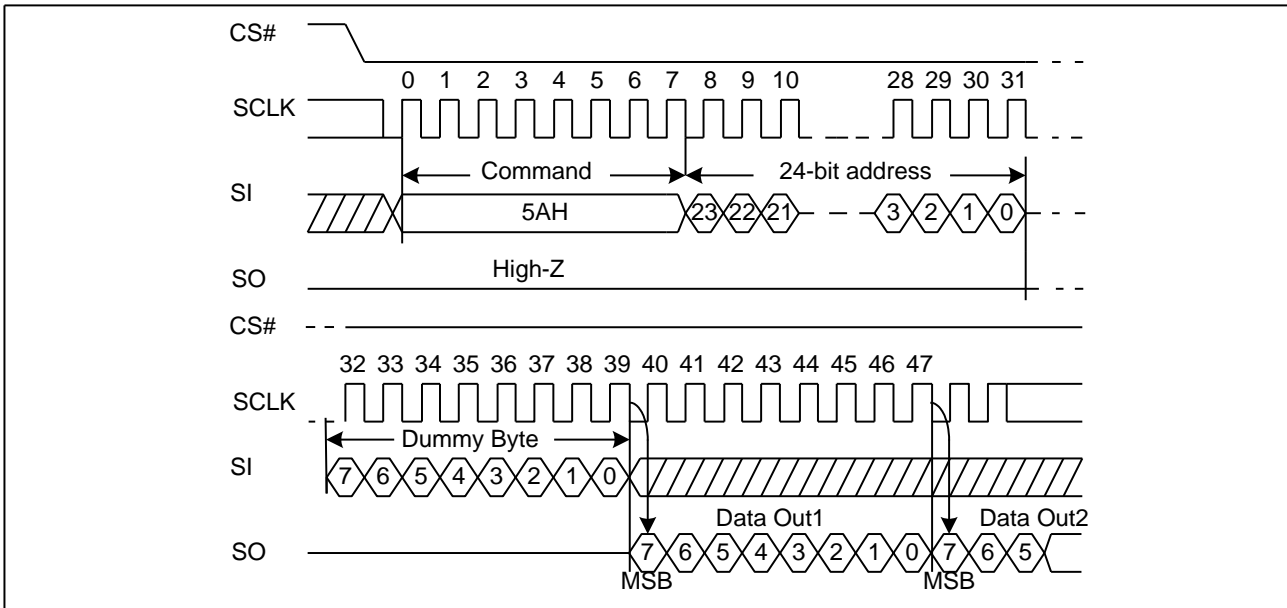 CS#
0 1 2 3 4 5 6 7 8 9 10 28 29 30 31
SCLK
Command 24-bit address
SI
5AH 23 22 21 3 2 1 0
High-Z
SO
CS#
32 33 34 35 36 37 38 39 40 41 42 43 44 45 46 47
SCLK
Dummy Byte
SI
7 6 5 4 3 2 1 0
Data Out1 Data Out2
SO
7 6 5 4 3 2 1 0 7 6 5
MSB MSB